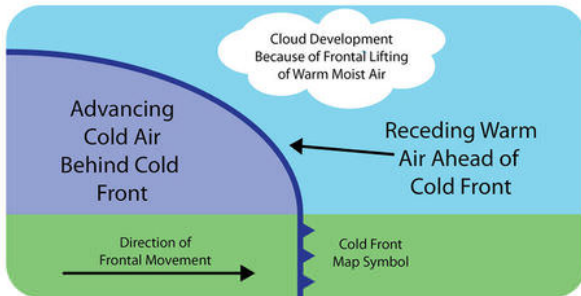 Cloud Development
Because of Frontal Lifting
of Warm Moist Air
Advancing
Cold Air
Behind Cold
Front
Receding Warm
Air Ahead of
Cold Front
Direction of
Frontal Movement
Cold Front
Map Symbol